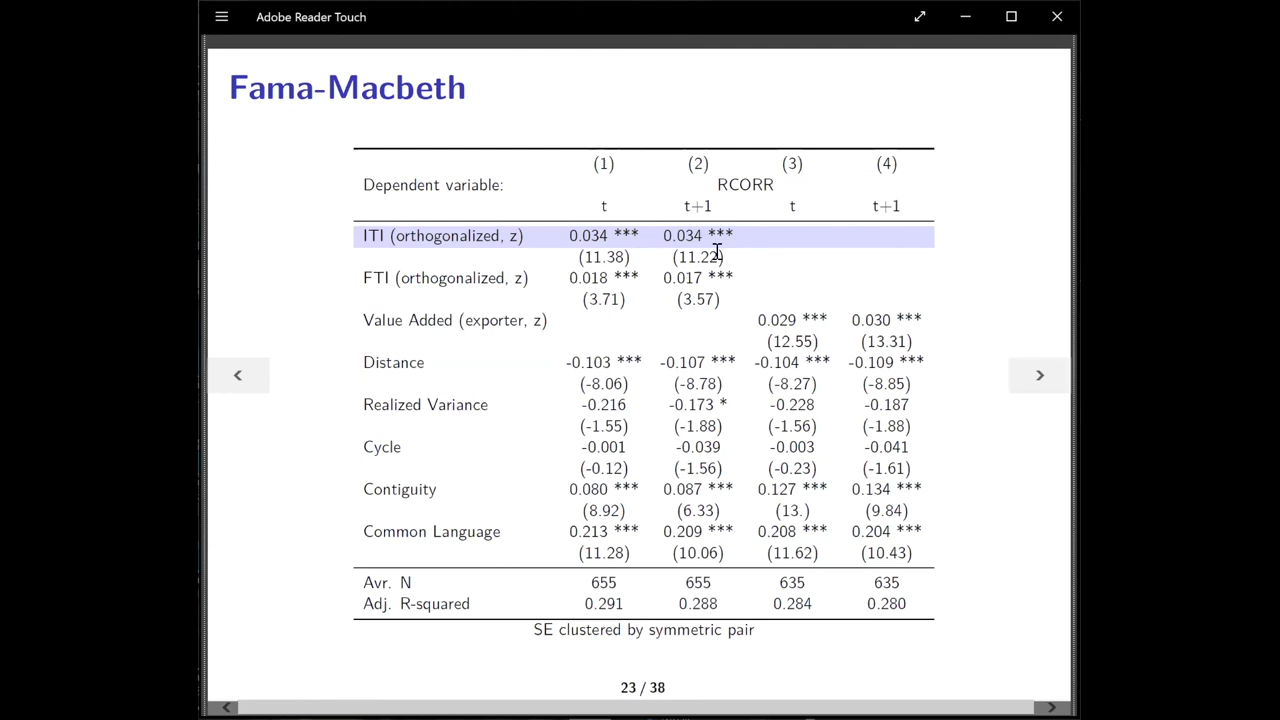 Adobe Reader Touch
Fama-Macbeth
(1) (2) (3) (4)
Dependent variable: RCORR
t t+1 t t+1
ITI (orthogonalized, z) 0.034 *** 0.034 ***
(11.38) (11.22)
FTI (orthogonalized, z) 0.018 *** 0.017 ***
(3.71) (3.57)
Value Added (exporter, z) 0.029 *** 0.030 ***
(12.55) (13.31)
Distance -0.103 *** -0.107 *** -0.104 *** -0.109 ***
(-8.06) (-8.78) (-8.27) (-8.85)
Realized Variance -0.216 -0.173 * -0.228 -0.187
(-1.55) (-1.88) (-1.56) (-1.88)
Cycle -0.001 -0.039 -0.003 -0.041
(-0.12) (-1.56) (-0.23) (-1.61)
Contiguity 0.080 *** 0.087 *** 0.127 *** 0.134 ***
(8.92) (6.33) (13.) (9.84)
Common Language 0.213 *** 0.209 *** 0.208 *** 0.204 ***
(11.28) (10.06) (11.62) (10.43)
Avr. N 655 655 635 635
Adj. R-squared 0.291 0.288 0.284 0.280
SE clustered by symmetric pair
23 / 38